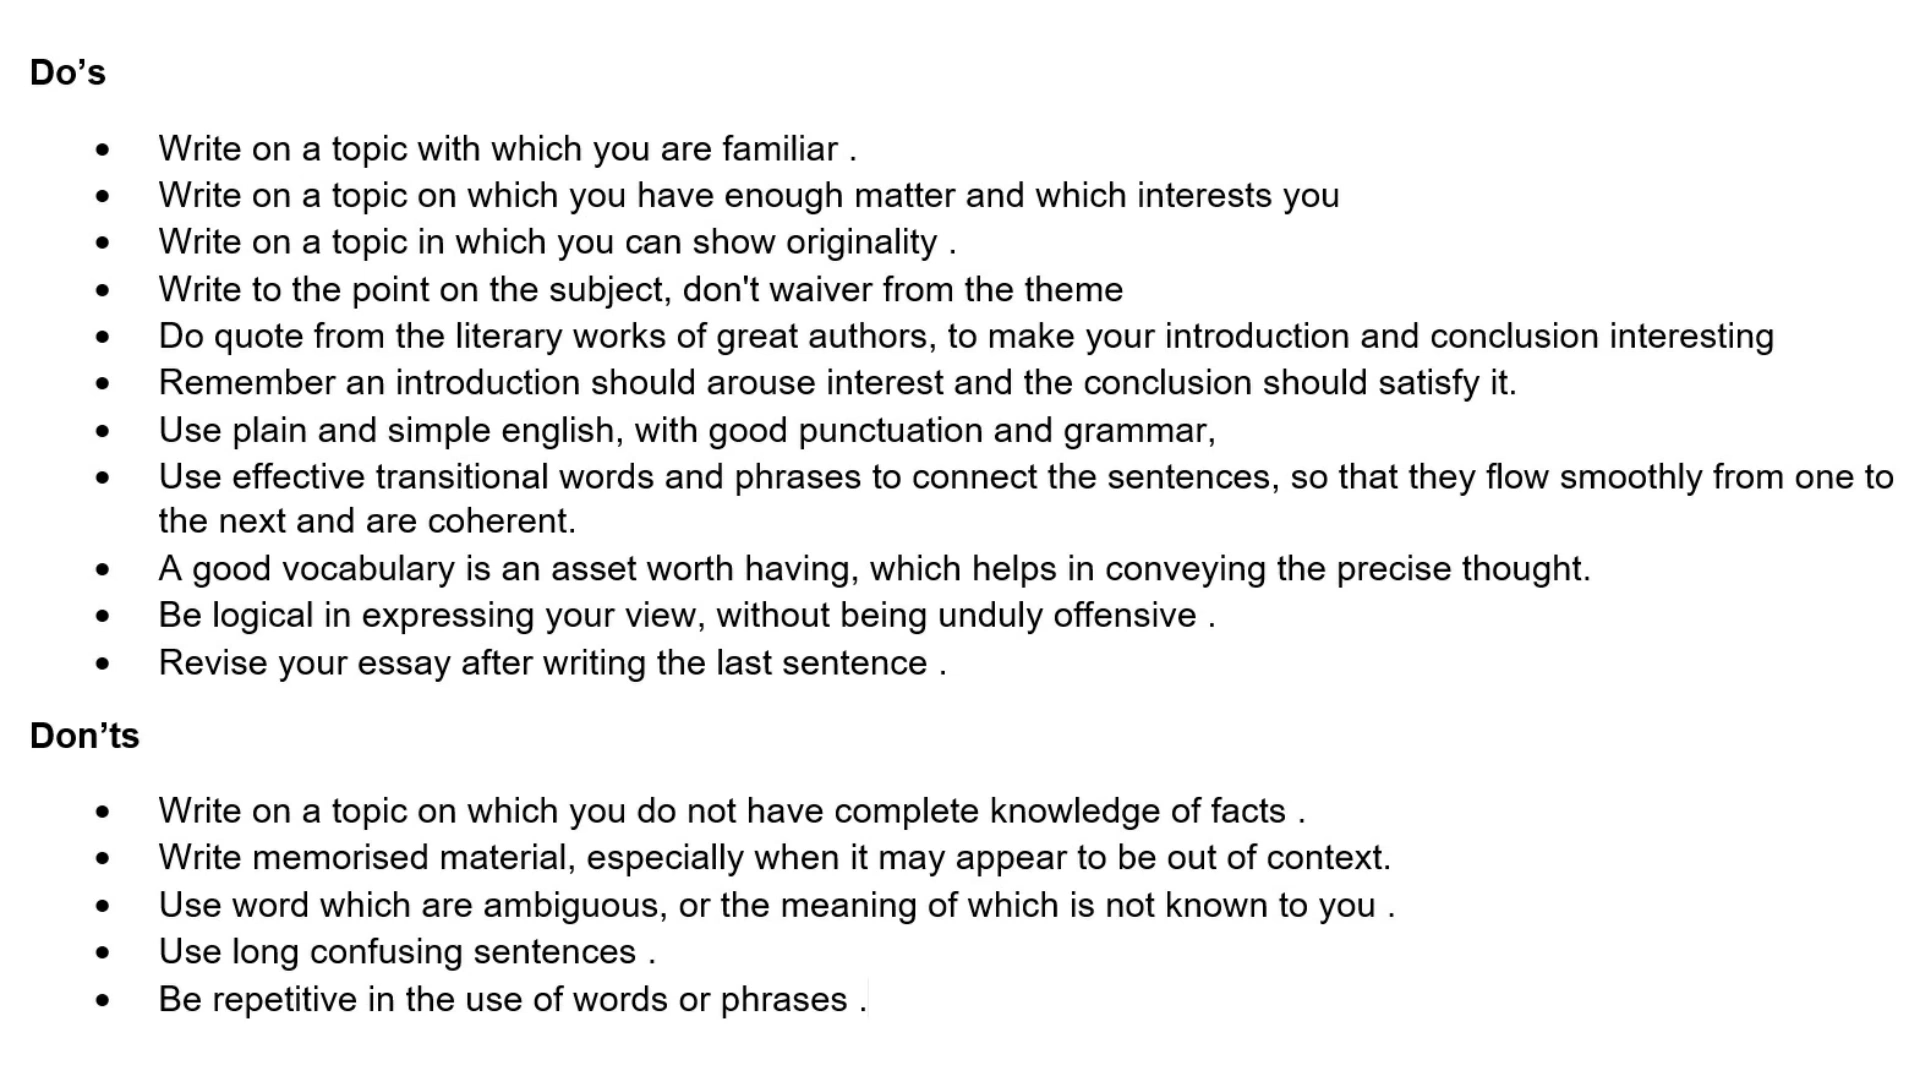 Do’s
• Write on a topic with which you are familiar .
• Write on a topic on which you have enough matter and which interests you
• Write on a topic in which you can show originality .
• Write to the point on the subject, don't waiver from the theme
• Do quote from the literary works of great authors, to make your introduction and conclusion interesting
• Remember an introduction should arouse interest and the conclusion should satisfy it.
• Use plain and simple english, with good punctuation and grammar,
• Use effective transitional words and phrases to connect the sentences, so that they flow smoothly from one to
the next and are coherent.
• A good vocabulary is an asset worth having, which helps in conveying the precise thought.
• Be logical in expressing your view, without being unduly offensive .
• Revise your essay after writing the last sentence .
Don’ts
• Write on a topic on which you do not have complete knowledge of facts .
• Write memorised material, especially when it may appear to be out of context.
• Use word which are ambiguous, or the meaning of which is not known to you .
• Use long confusing sentences .
• Be repetitive in the use of words or phrases .